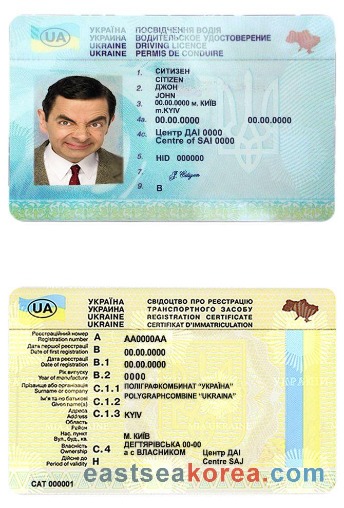 УКРАЇНА ПОСВІДЧЕННЯ ВОДІЯ
УКРАИНА ВОДИТЕЛЬСКОЕ УДОСТОВЕРЕНИЕ
UKRAINE DRIVING LICENCE
UKRAINE PERMIS DE CONDUIRE
UA
1. СИТИЗЕН
CITIZEN
2. ДЖОН
JOHN
3. 00.00.0000 м. КИЇВ
m.KYIV
4a. 00.00.0000 4b. 00.00.0000
4c. Центр ДАІ 0000
Centre of SAI 0000
5. HID 000000
7. J. Citizen
9. B
УКРАЇНА СВІДОЦТВО ПРО РЕЄСТРАЦІЮ
УКРАИНА ТРАНСПОРТНОГО ЗАСОБУ
UKRAINE REGISTRATION CERTIFICATE
UKRAINE CERTIFICAT D'IMMATRICULATION
UA
Реєстраційний номер A AA0000AA
Registration number
Дата першої реєстрації B 00.00.0000
Date of first registration
Дата реєстрації B.1 00.00.0000
Date of registration
Рік випуску B.2 0000
Year of manufacture
Прізвище або організація C.1.1 ПОЛІГРАФКОМБИНАТ "УКРАЇНА"
Surname or company
Ім'я та по батькові C.1.2 POLYGRAPHCOMBINE "UKRAINA"
Given name(s)
Адреса C.1.3 KYIV
Address
Область
Район
Нас. пункт М. КИЇВ
Вул., буд., кв. ДЕГТЯРІВСЬКА 00-00
Власність C.4 а є ВЛАСНИКОМ Центр ДАІ
Ownership
Дійсне до H Centre SAJ
Period of validity
CAT 000001
eastseakorea.com